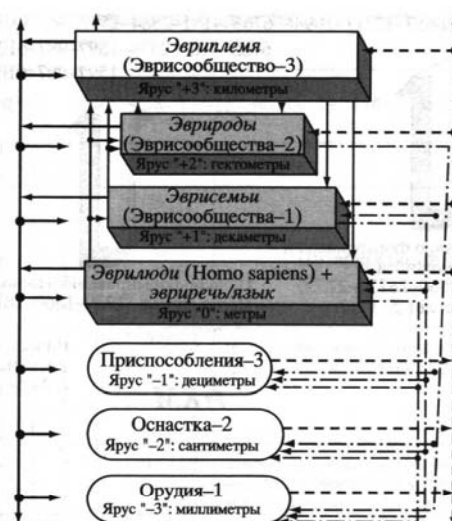 Эвриплемя
(Эврисообщество–3)
Ярус "+3": километры
Эврироды
(Эврисообщества–2)
Ярус "+2": гектометры
Эврисемьи
(Эврисообщества–1)
Ярус "+1": декаметры
Эврилюди (Homo sapiens) +
эвриречь/язык
Ярус "0": метры
Приспособления–3
Ярус "–1": дециметры
Оснастка–2
Ярус "–2": сантиметры
Орудия–1
Ярус "–3": миллиметры